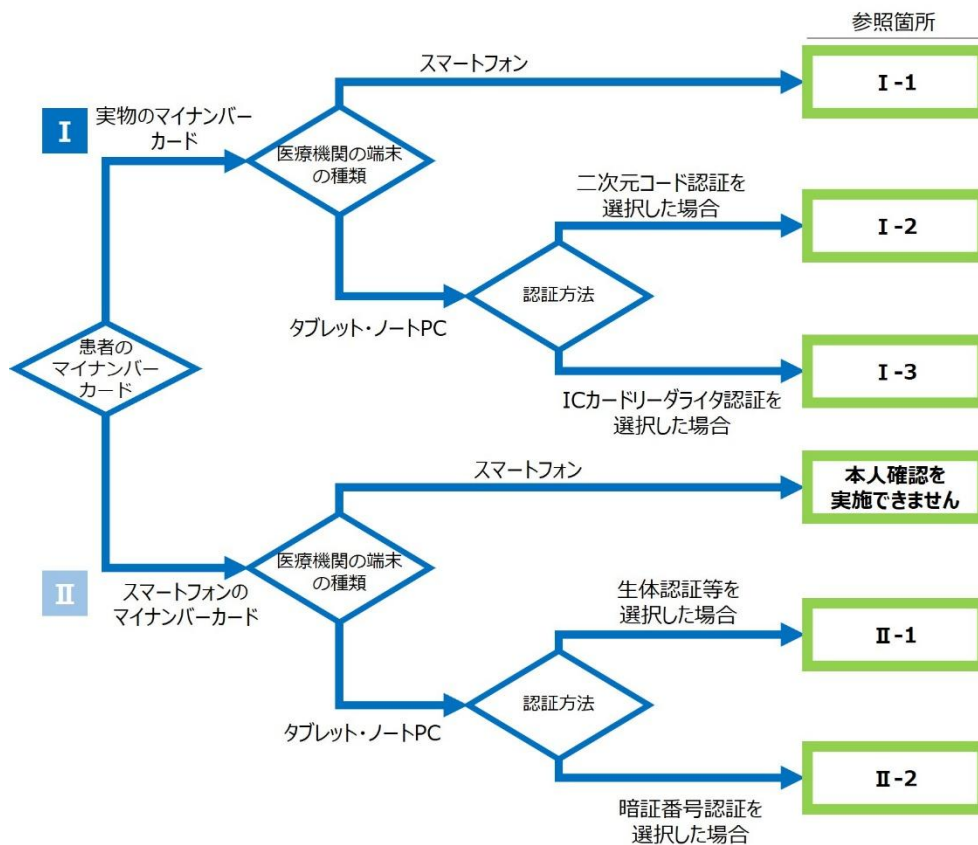 参照箇所
スマートフォン
Ⅰ-1
Ⅰ
実物のマイナンバー
カード
医療機関の端末
の種類
二次元コード認証を
選択した場合
Ⅰ-2
認証方法
タブレット・ノートPC
患者の
マイナンバー
カード
Ⅰ-3
ICカードリーダライタ認証を
選択した場合
スマートフォン
本人確認を
実施できません
医療機関の端末
の種類
Ⅱ
スマートフォンの
マイナンバーカード
生体認証等を
選択した場合
Ⅱ-1
認証方法
タブレット・ノートPC
Ⅱ-2
暗証番号認証を
選択した場合